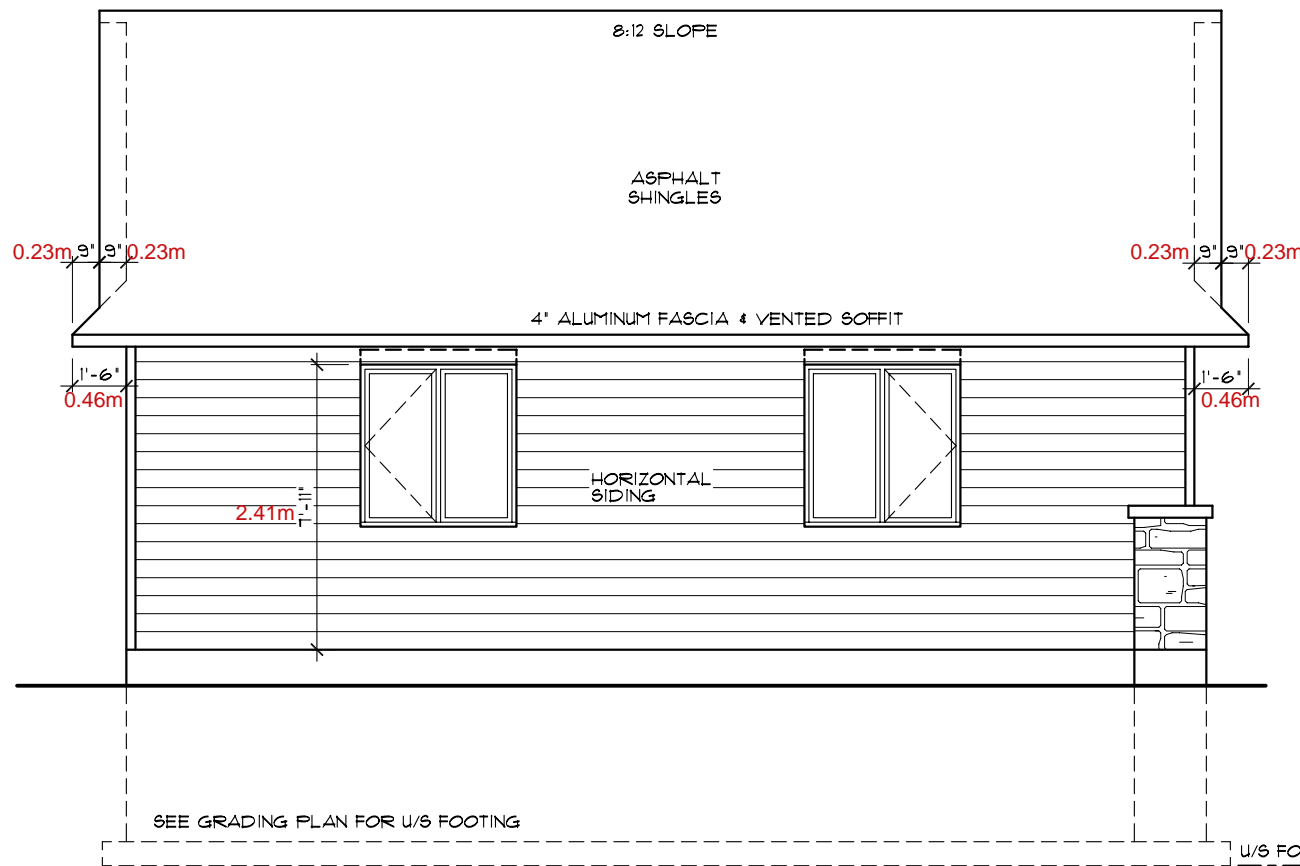 8:12 SLOPE
ASPHALT
SHINGLES
0.23m 9" 9" 0.23m
0.23m 9" 9" 0.23m
4" ALUMINUM FASCIA & VENTED SOFFIT
1'-6"
0.46m
1'-6"
0.46m
HORIZONTAL
SIDING
2.41m 7'-11"
SEE GRADING PLAN FOR U/S FOOTING
U/S FO